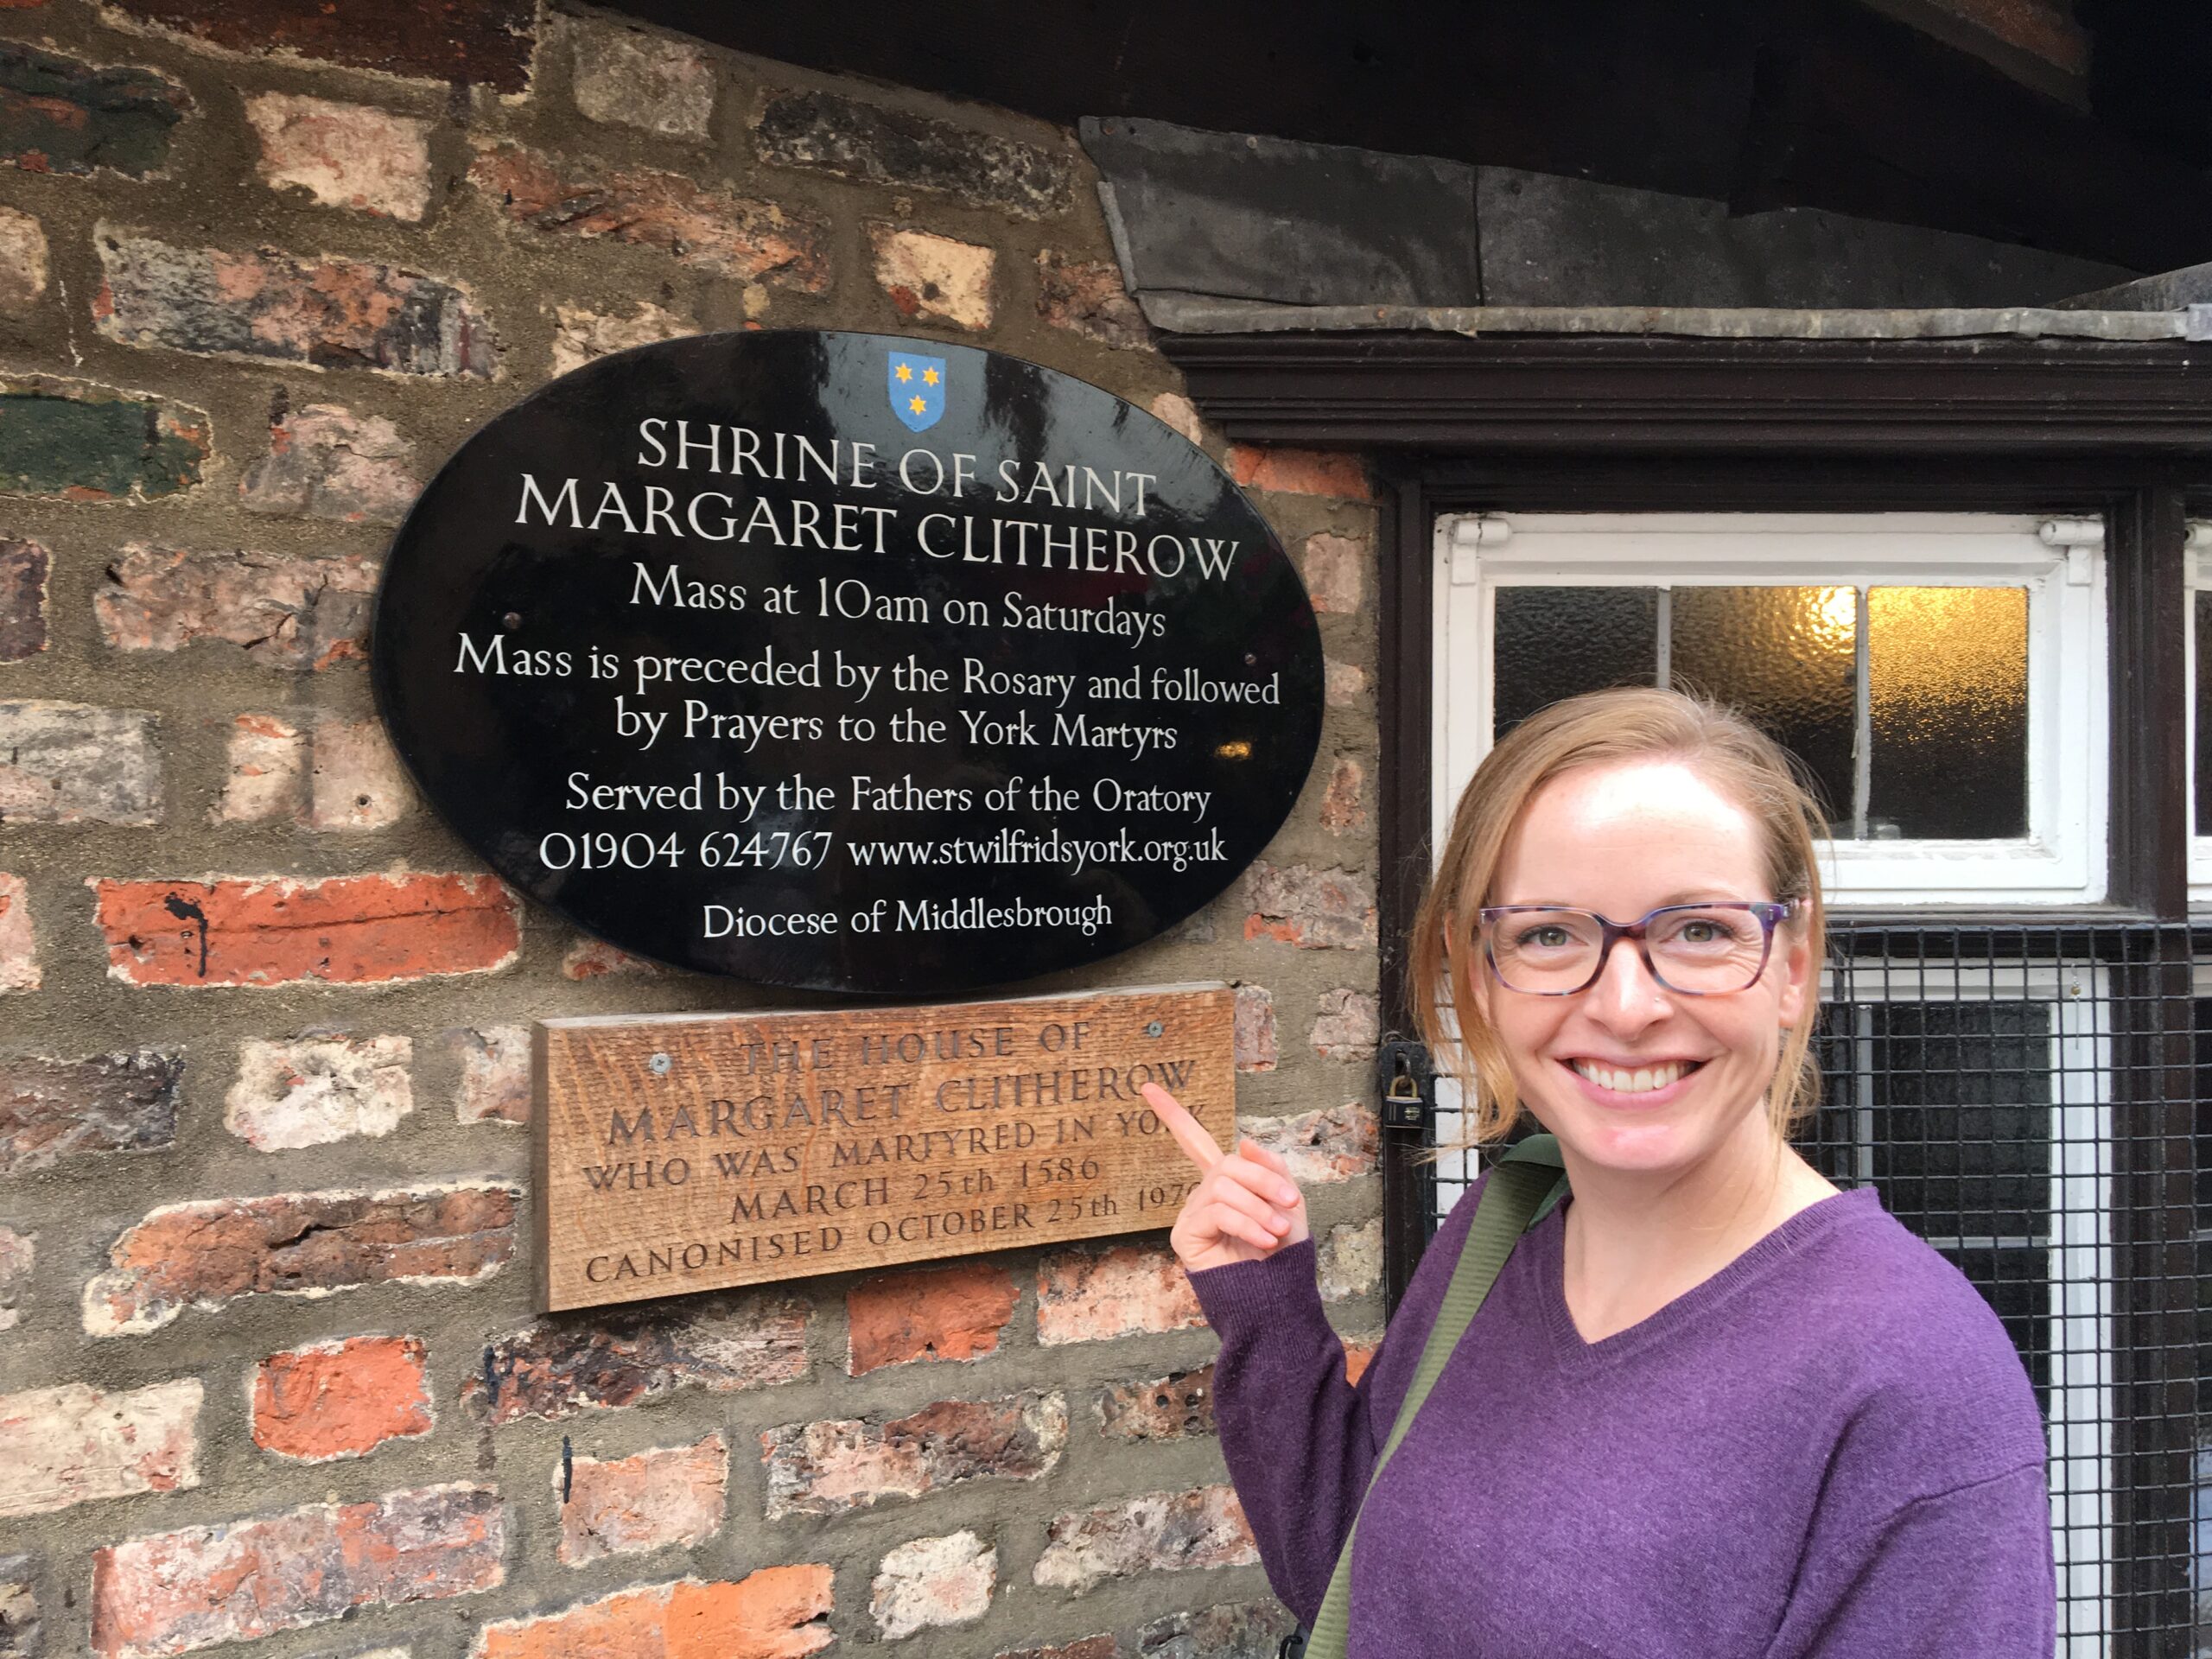 SHRINE OF SAINT
MARGARET CLITHEROW
Mass at 10am on Saturdays
Mass is preceded by the Rosary and followed
by Prayers to the York Martyrs
Served by the Fathers of the Oratory
01904 624767 www.stwilfridsyork.org.uk
Diocese of Middlesbrough
THE HOUSE OF
MARGARET CLITHEROW
WHO WAS MARTYRED IN YORK
MARCH 25th 1586
CANONISED OCTOBER 25th 1970